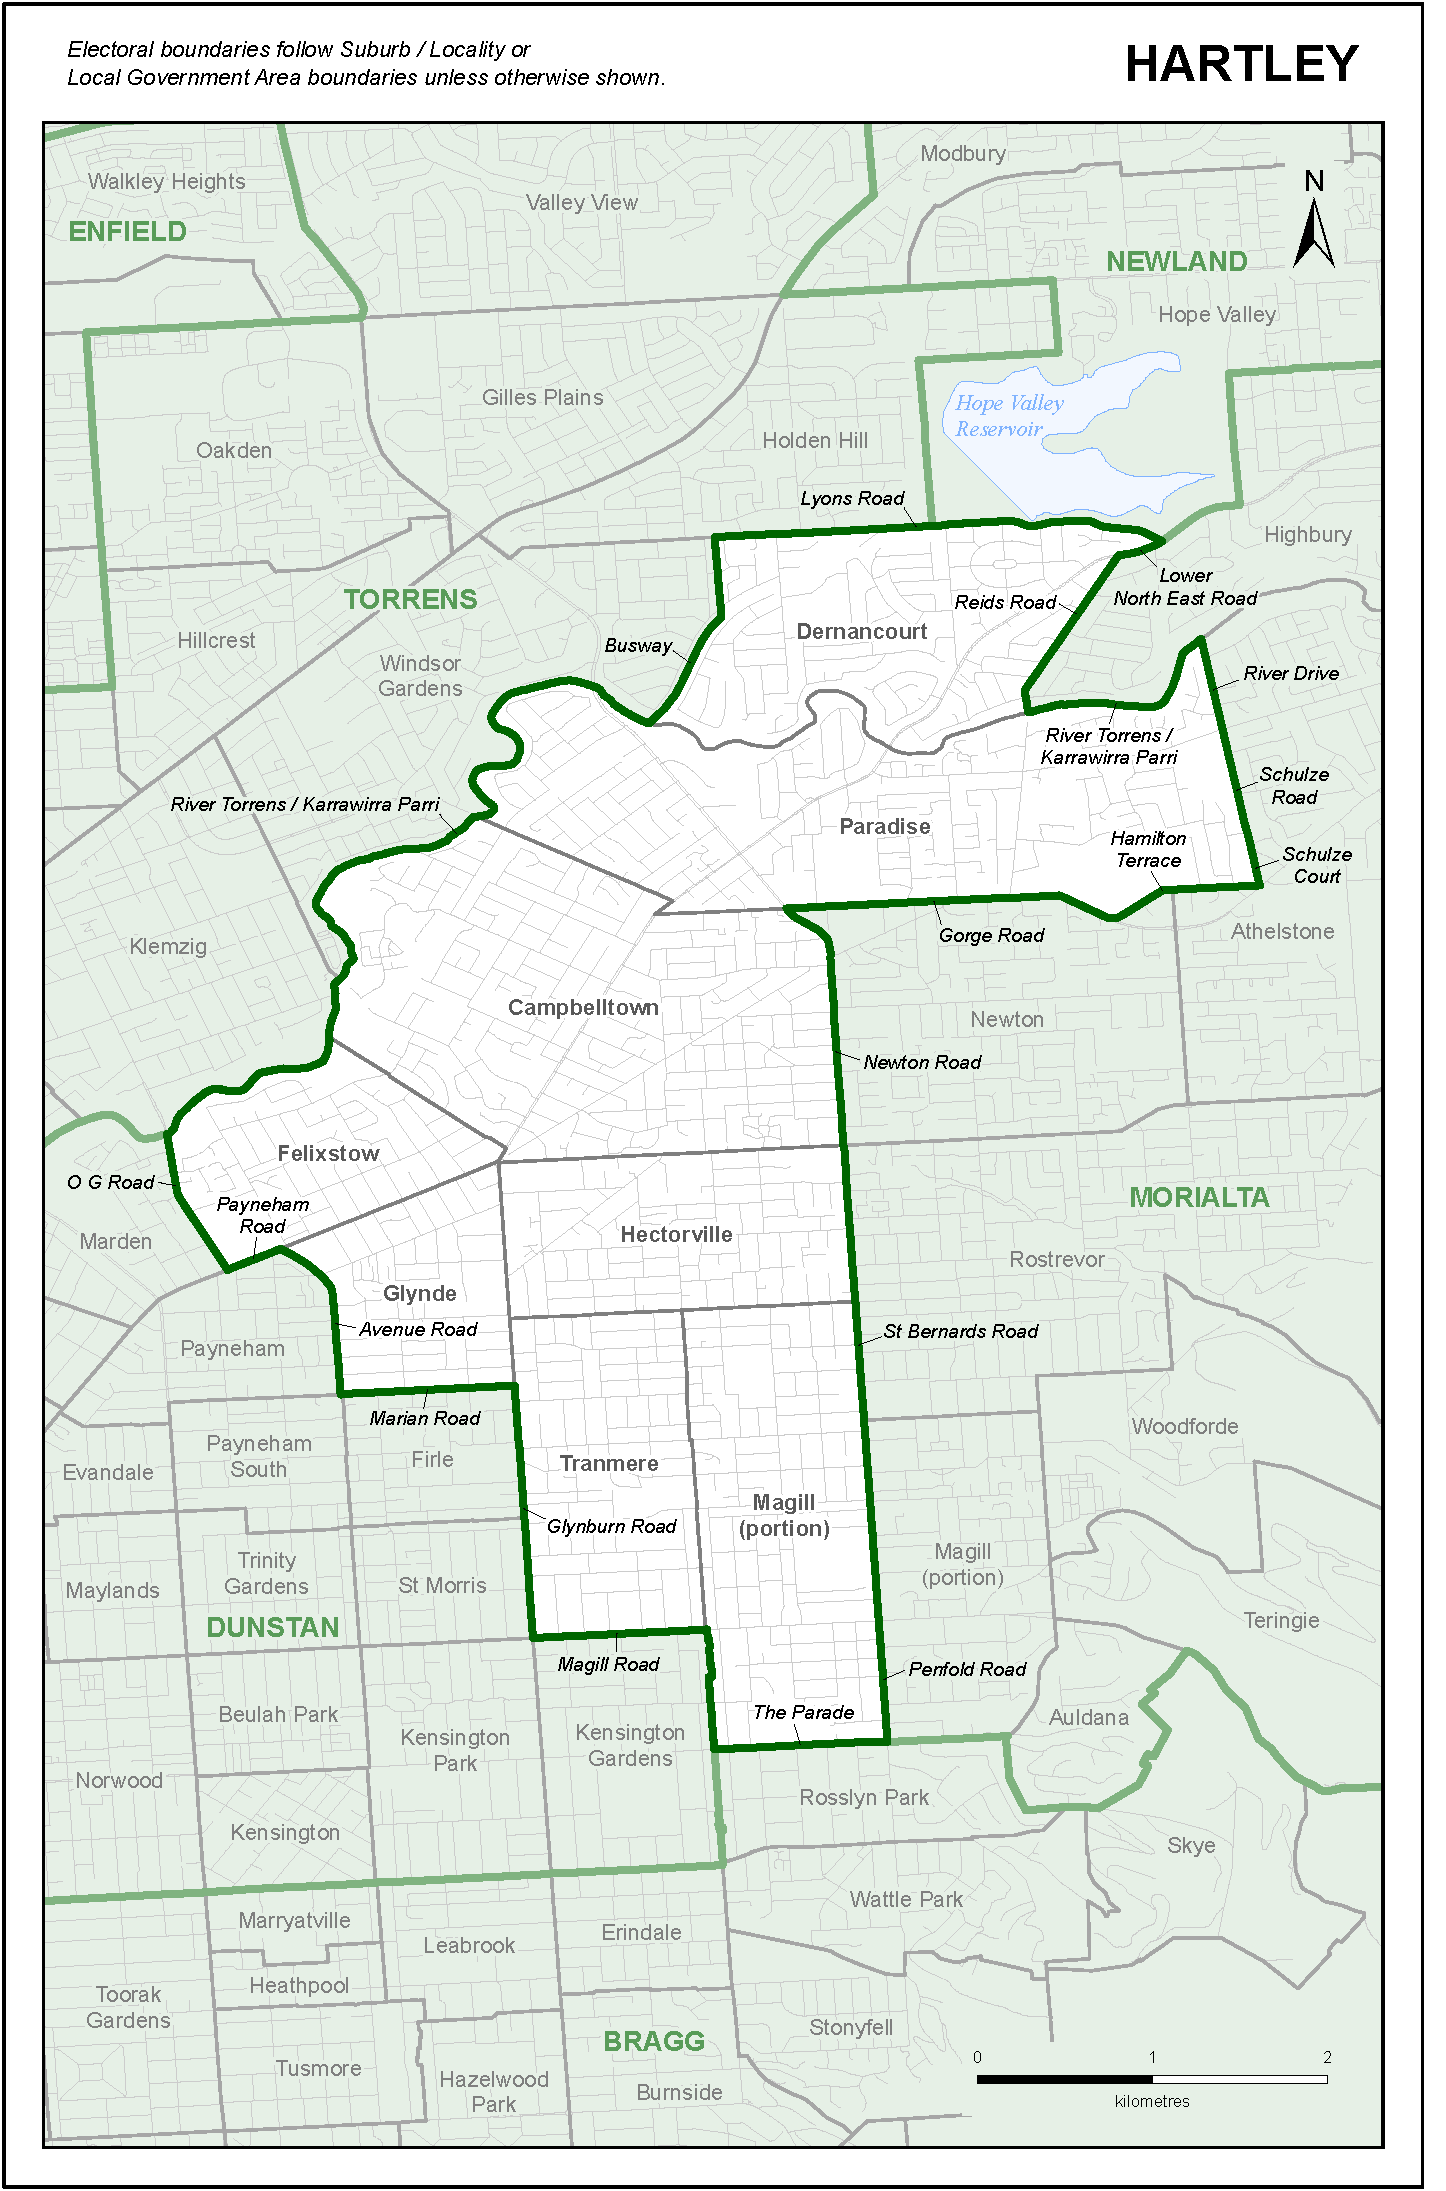 Electoral boundaries follow Suburb / Locality or
Local Government Area boundaries unless otherwise shown.
HARTLEY
Modbury
Walkley Heights
N
Valley View
ENFIELD
NEWLAND
Hope Valley
Gilles Plains
Hope Valley
Reservoir
Holden Hill
Oakden
Lyons Road
Highbury
Lower
North East Road
TORRENS
Reids Road
Dernancourt
Hillcrest
Busway
Windsor
Gardens
River Drive
River Torrens /
Karrawirra Parri
Schulze
Road
River Torrens / Karrawirra Parri
Paradise
Hamilton
Terrace
Schulze
Court
Klemzig
Gorge Road
Athelstone
Campbelltown
Newton
Newton Road
Felixstow
O G Road
MORIALTA
Payneham
Road
Marden
Hectorville
Rostrevor
Glynde
Avenue Road
St Bernards Road
Payneham
Marian Road
Woodforde
Payneham
South
Firle
Evandale
Tranmere
Magill
(portion)
Glynburn Road
Trinity
Gardens
Magill
(portion)
Maylands
St Morris
DUNSTAN
Teringie
Magill Road
Penfold Road
Beulah Park
The Parade
Auldana
Kensington
Park
Kensington
Gardens
Norwood
Rosslyn Park
Kensington
Skye
Wattle Park
Marryatville
Leabrook
Erindale
Heathpool
Toorak
Gardens
Stonyfell
BRAGG
0 1 2
kilometres
Tusmore
Hazelwood
Park
Burnside